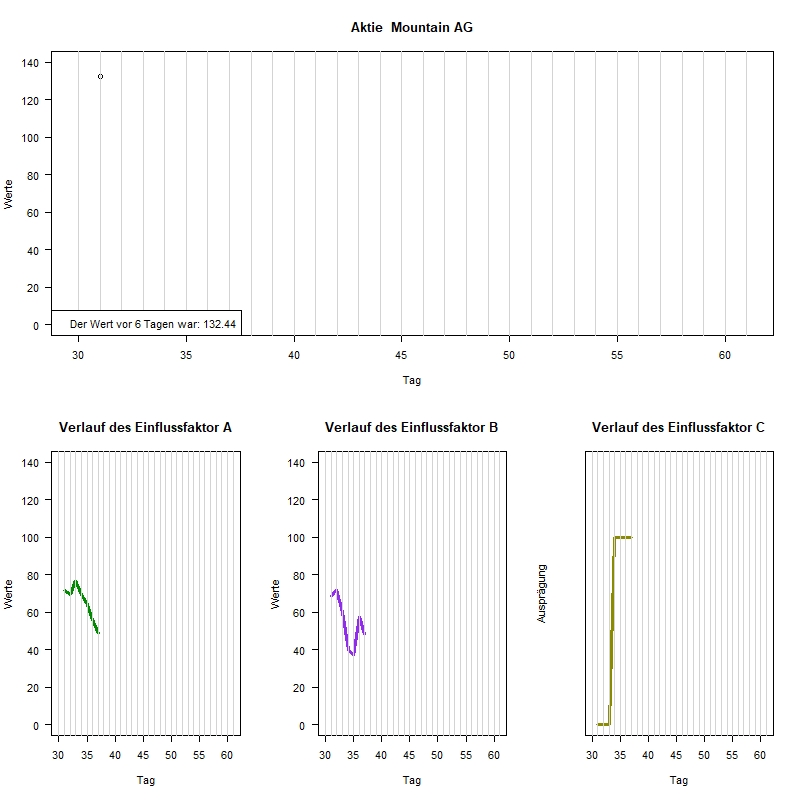 Aktie  Mountain AG
140
120
100
80
60
40
20
0
Werte
Der Wert vor 6 Tagen war: 132.44
30 35 40 45 50 55 60
Tag
Verlauf des Einflussfaktor A
140
120
100
80
60
40
20
0
Werte
30 35 40 45 50 55 60
Tag
Verlauf des Einflussfaktor B
140
120
100
80
60
40
20
0
Werte
30 35 40 45 50 55 60
Tag
Verlauf des Einflussfaktor C
Ausprägung
30 35 40 45 50 55 60
Tag